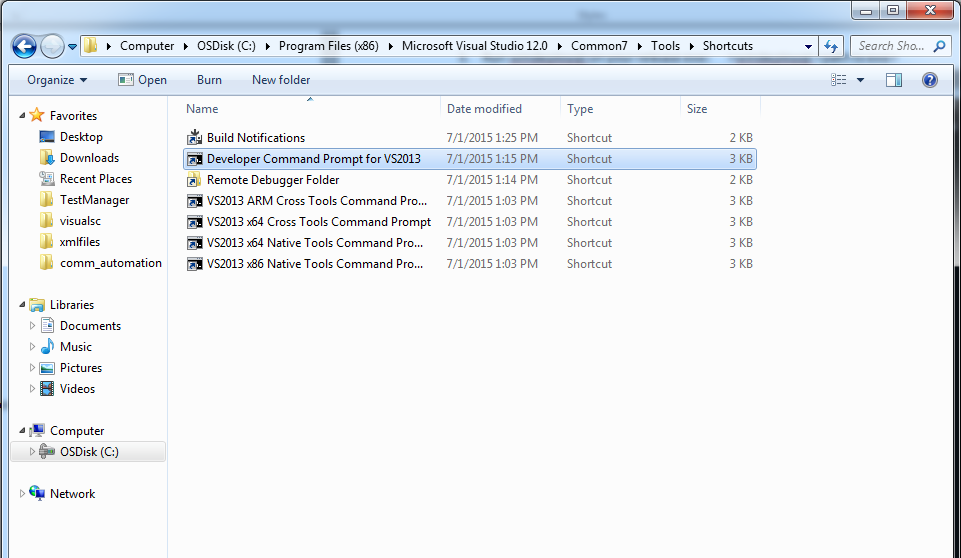 Computer OSDisk (C:) Program Files (x86) Microsoft Visual Studio 12.0 Common7 Tools Shortcuts Search Sho...
Organize Open Burn New folder
Name Date modified Type Size
Favorites
Desktop
Downloads
Recent Places
TestManager
visualsc
xmlfiles
comm_automation
Libraries
Documents
Music
Pictures
Videos
Computer
OSDisk (C:)
Network
Build Notifications 7/1/2015 1:25 PM Shortcut 2 KB
Developer Command Prompt for VS2013 7/1/2015 1:15 PM Shortcut 3 KB
Remote Debugger Folder 7/1/2015 1:14 PM Shortcut 2 KB
VS2013 ARM Cross Tools Command Pro... 7/1/2015 1:03 PM Shortcut 3 KB
VS2013 x64 Cross Tools Command Prompt 7/1/2015 1:03 PM Shortcut 3 KB
VS2013 x64 Native Tools Command Pro... 7/1/2015 1:03 PM Shortcut 3 KB
VS2013 x86 Native Tools Command Pro... 7/1/2015 1:03 PM Shortcut 3 KB